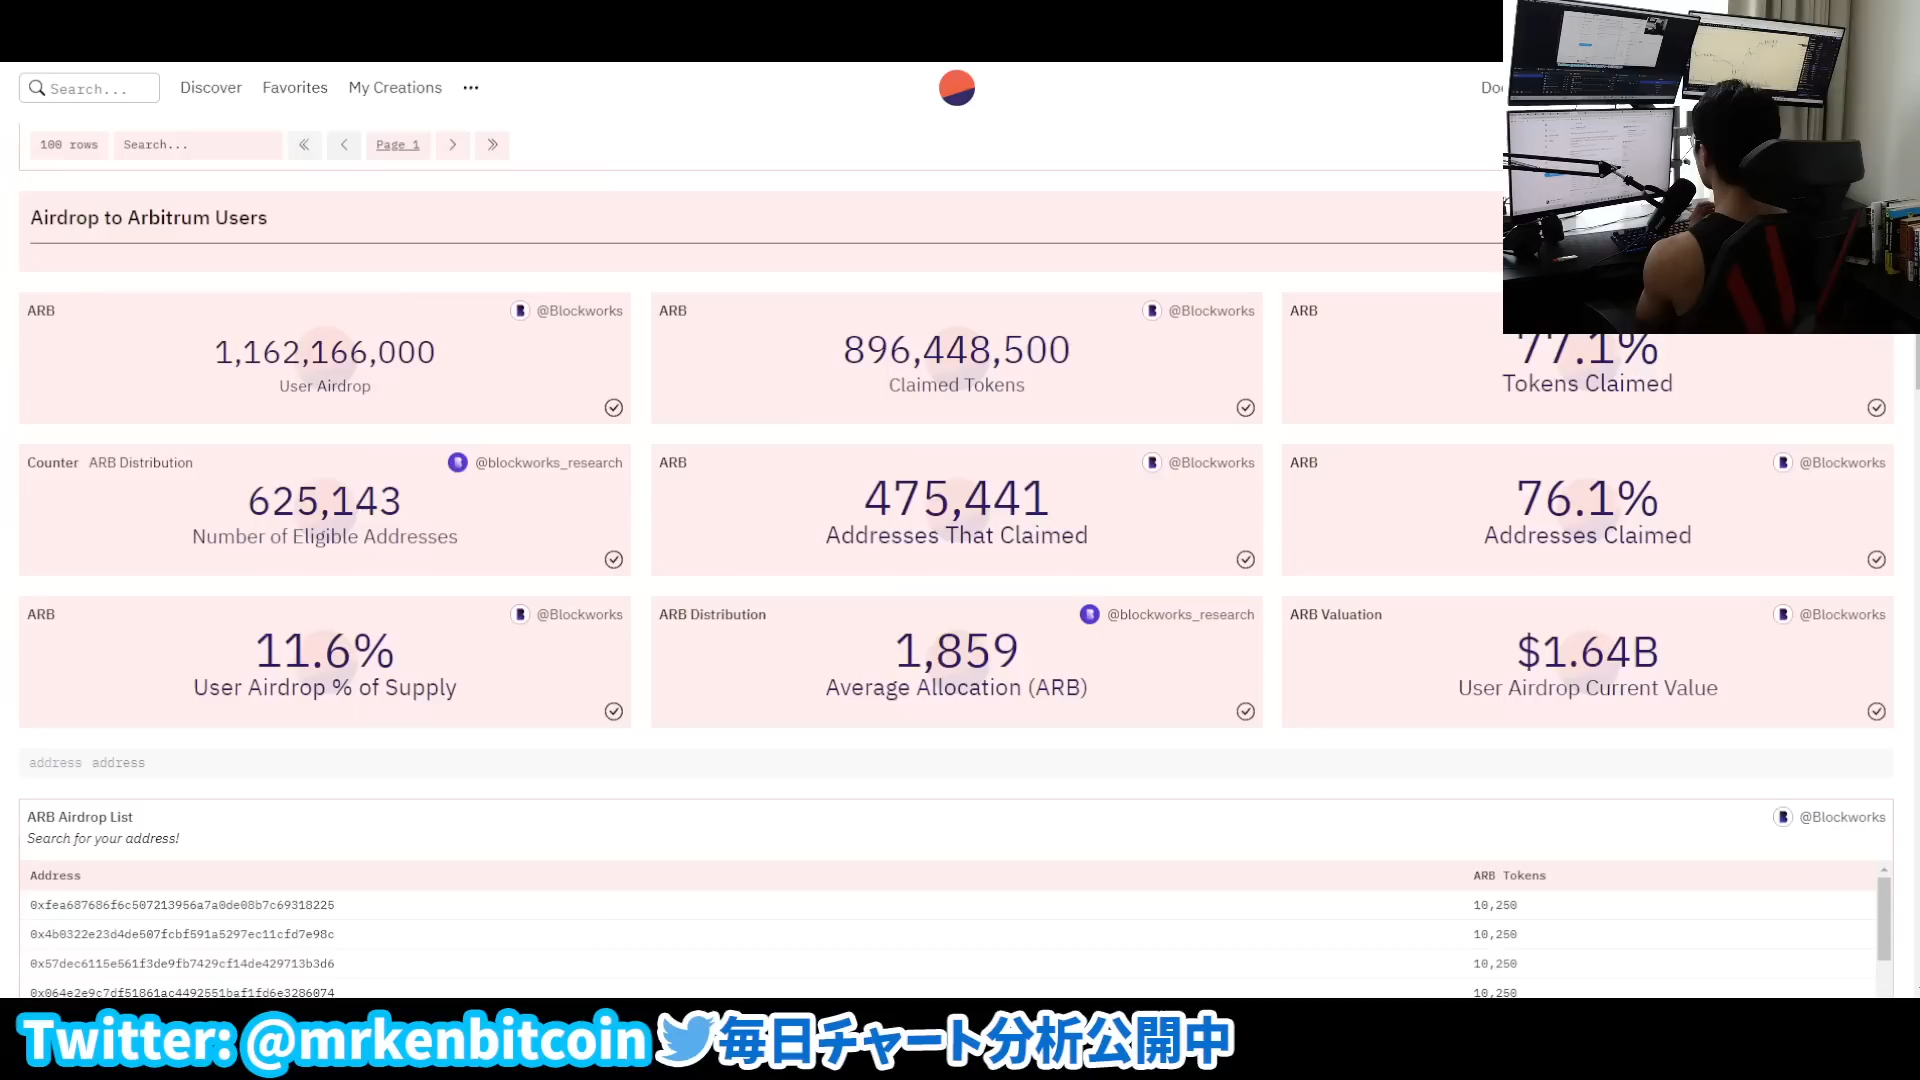 Search...
Discover
Favorites
My Creations
...
100 rows
Search...
Page 1
Airdrop to Arbitrum Users
ARB
@Blockworks
1,162,166,000
User Airdrop
ARB
@Blockworks
896,448,500
Claimed Tokens
ARB
77.1%
Tokens Claimed
Counter ARB Distribution
@blockworks_research
625,143
Number of Eligible Addresses
ARB
@Blockworks
475,441
Addresses That Claimed
ARB
@Blockworks
76.1%
Addresses Claimed
ARB
@Blockworks
11.6%
User Airdrop % of Supply
ARB Distribution
@blockworks_research
1,859
Average Allocation (ARB)
ARB Valuation
@Blockworks
$1.64B
User Airdrop Current Value
address address
ARB Airdrop List
@Blockworks
Search for your address!
Address ARB Tokens
0xfea687686f6c507213956a7a0de08b7c69318225 10,250
0x4b0322e23d4de507fcbf591a5297ec11cfd7e98c 10,250
0x57dec6115e561f3de9fb7429cf14de429713b3d6 10,250
0x064e2e9c7df51861ac4492551baf1fd6e3286074 10,250
Twitter: @mrkenbitcoin 毎日チャート分析公開中